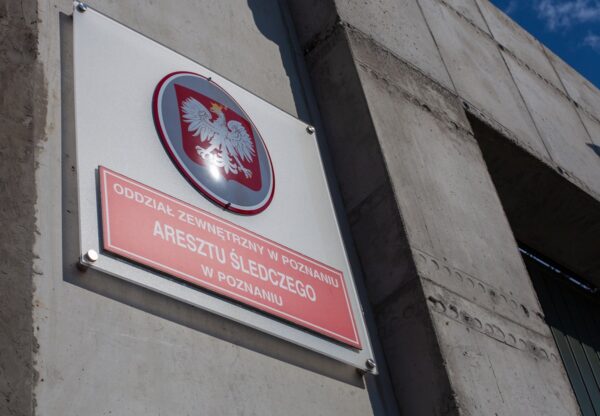 ODDZIAŁ ZEWNĘTRZNY W POZNANIU
ARESZTU ŚLEDCZEGO
W POZNANIU